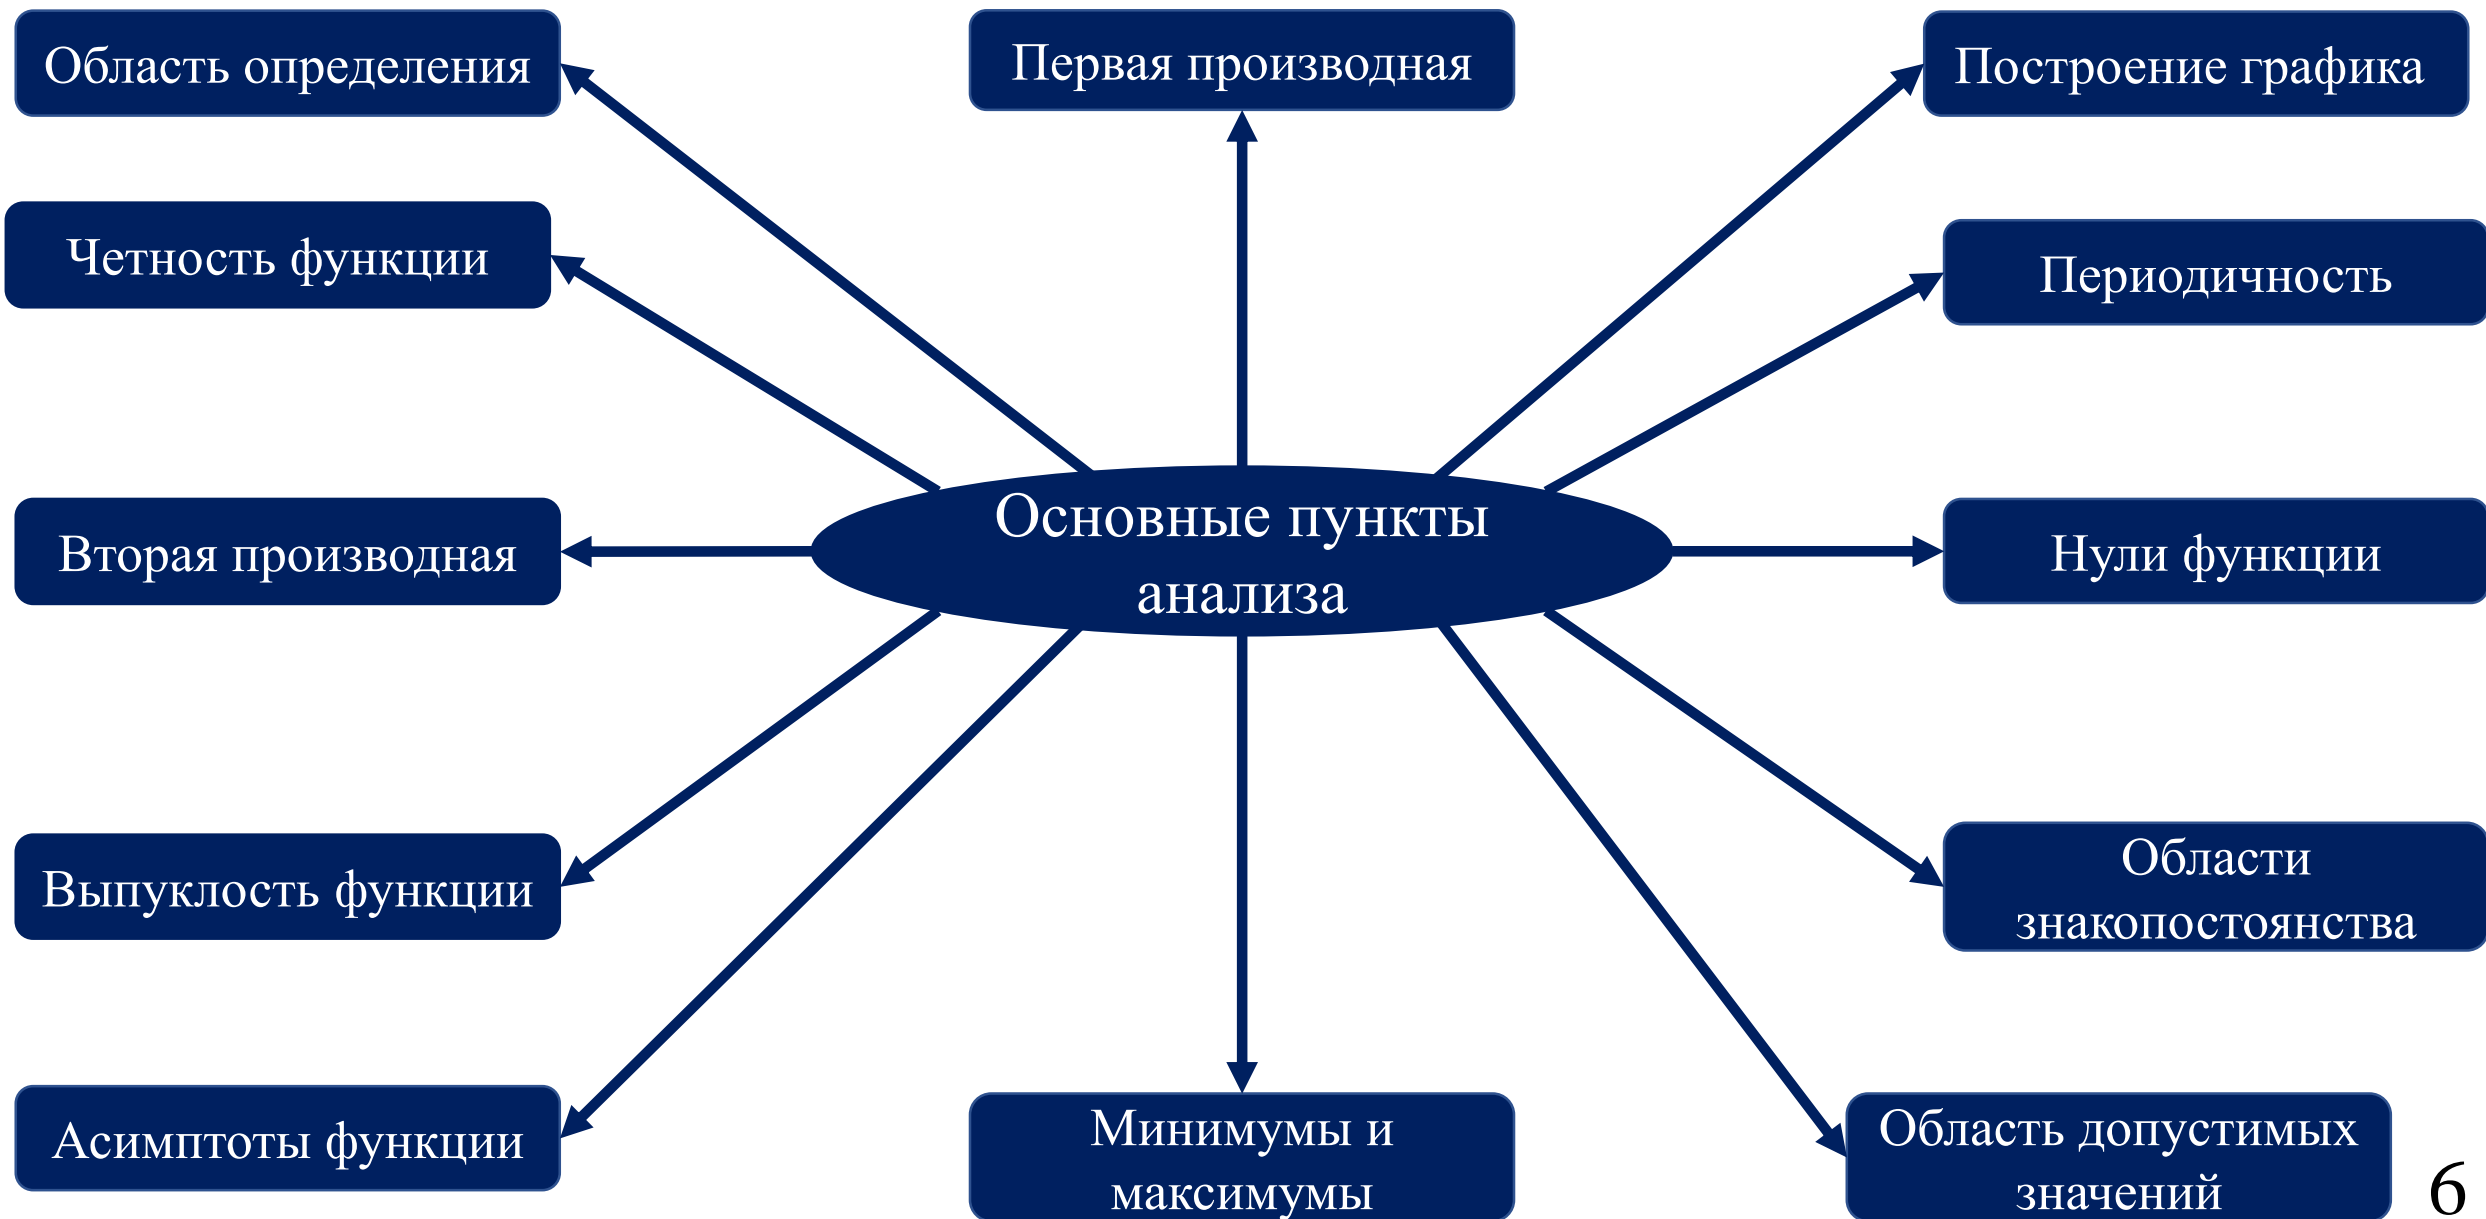 Область определения
Первая производная
Построение графика
Четность функции
Периодичность
Основные пункты
анализа
Вторая производная
Нули функции
Выпуклость функции
Области
знакопостоянства
Асимптоты функции
Минимумы и
максимумы
Область допустимых
значений
6